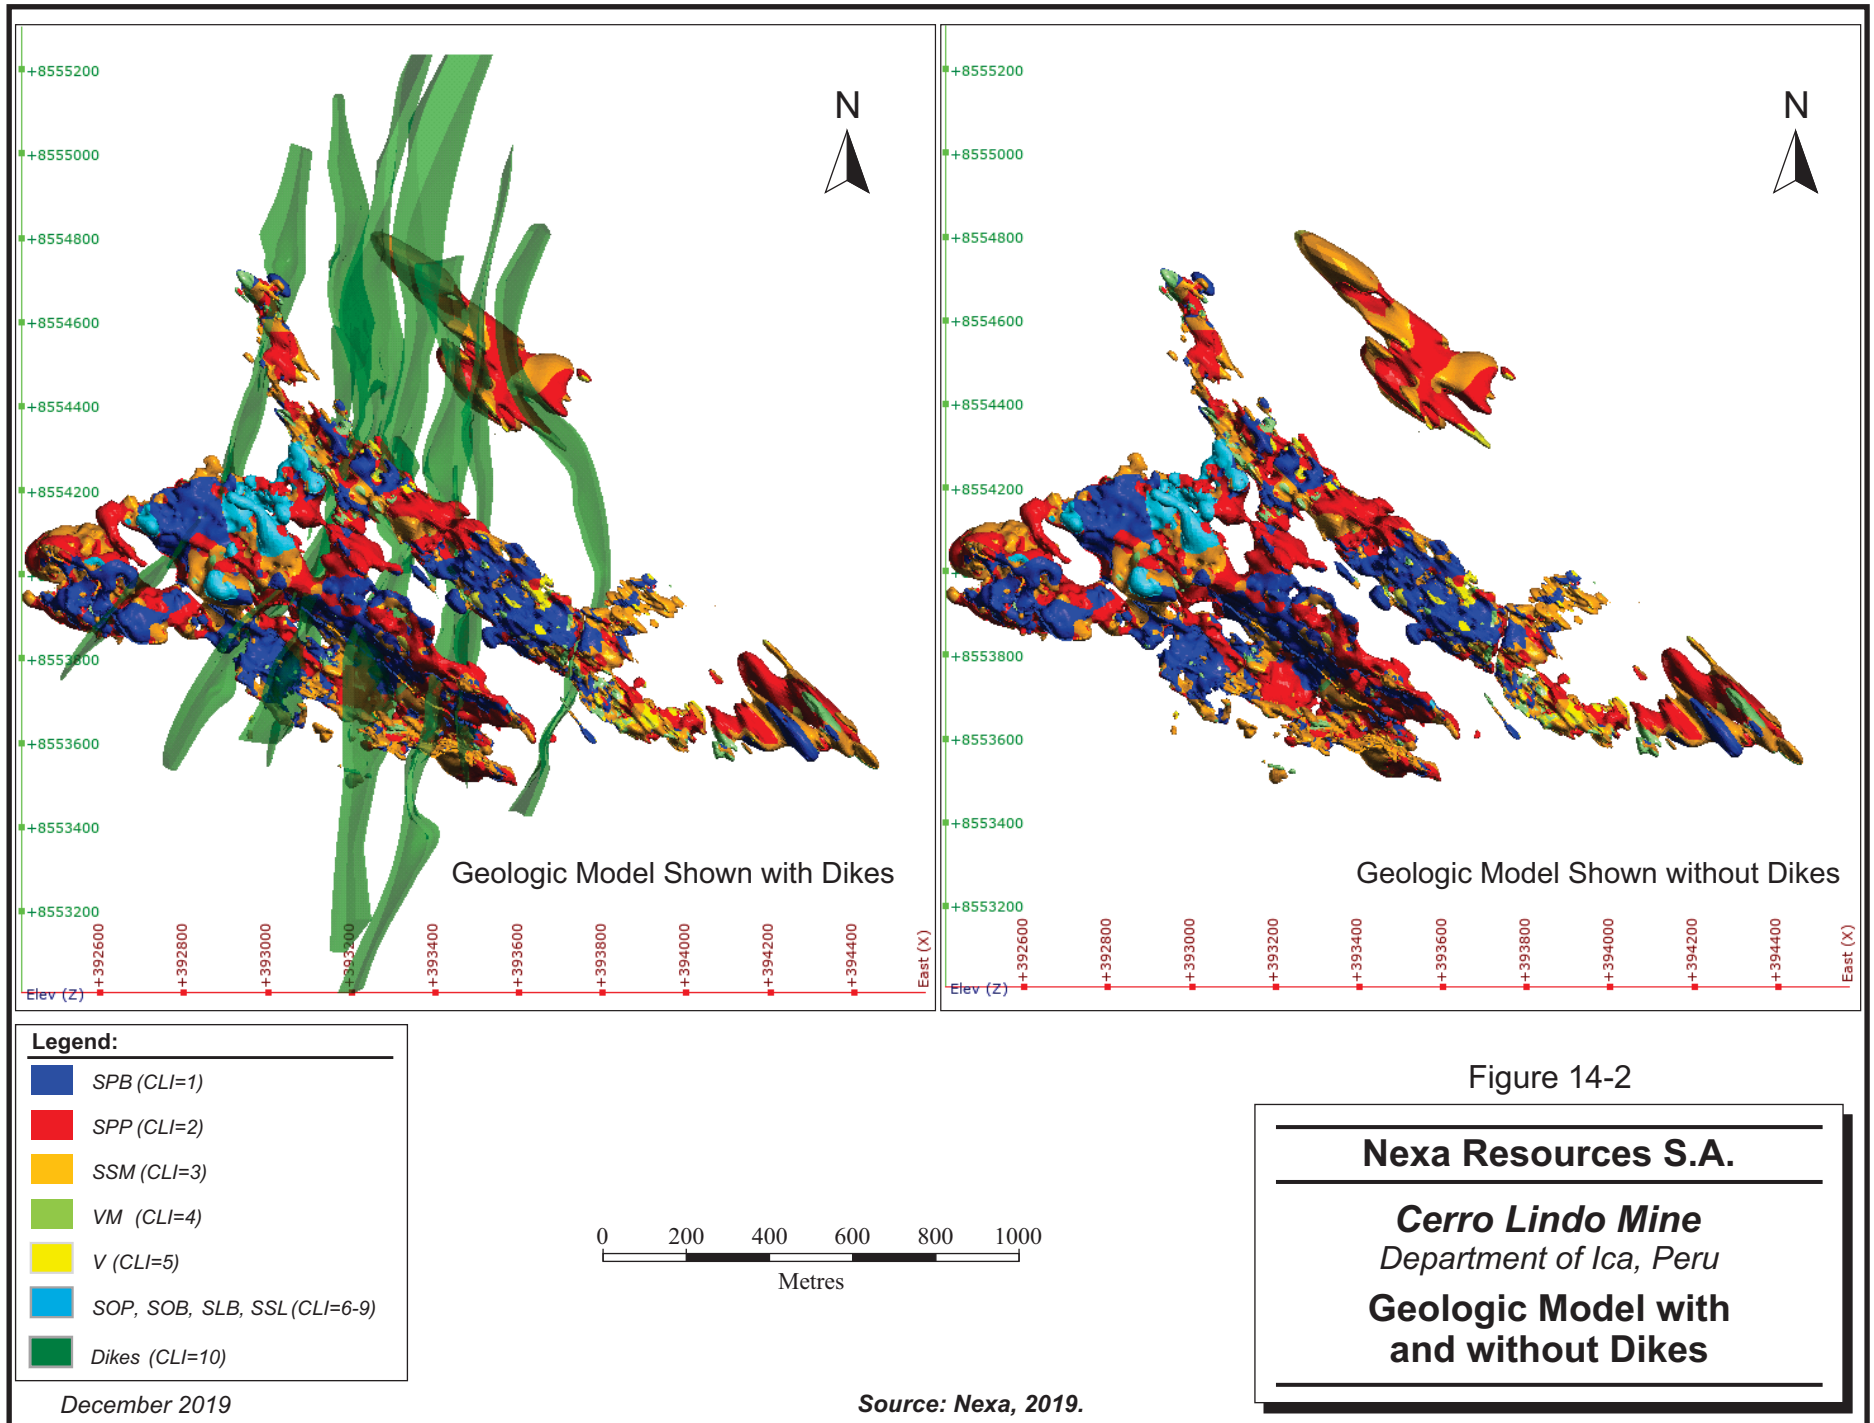 +8555200
+8555000
+8554800
+8554600
+8554400
+8554200
+8553800
+8553600
+8553400
+8553200
N
Geologic Model Shown with Dikes
+392600
+392800
+393000
+393200
+393400
+393600
+393800
+394000
+394200
+394400
East (X)
Elev (Z)
+8555200
+8555000
+8554800
+8554600
+8554400
+8554200
+8553800
+8553600
+8553400
+8553200
N
Geologic Model Shown without Dikes
+392600
+392800
+393000
+393200
+393400
+393600
+393800
+394000
+394200
+394400
East (X)
Elev (Z)
Legend:
SPB (CLI=1)
SPP (CLI=2)
SSM (CLI=3)
VM (CLI=4)
V (CLI=5)
SOP, SOB, SLB, SSL (CLI=6-9)
Dikes (CLI=10)
December 2019
0 200 400 600 800 1000
Metres
Source: Nexa, 2019.
Figure 14-2
Nexa Resources S.A.
Cerro Lindo Mine
Department of Ica, Peru
Geologic Model with
and without Dikes